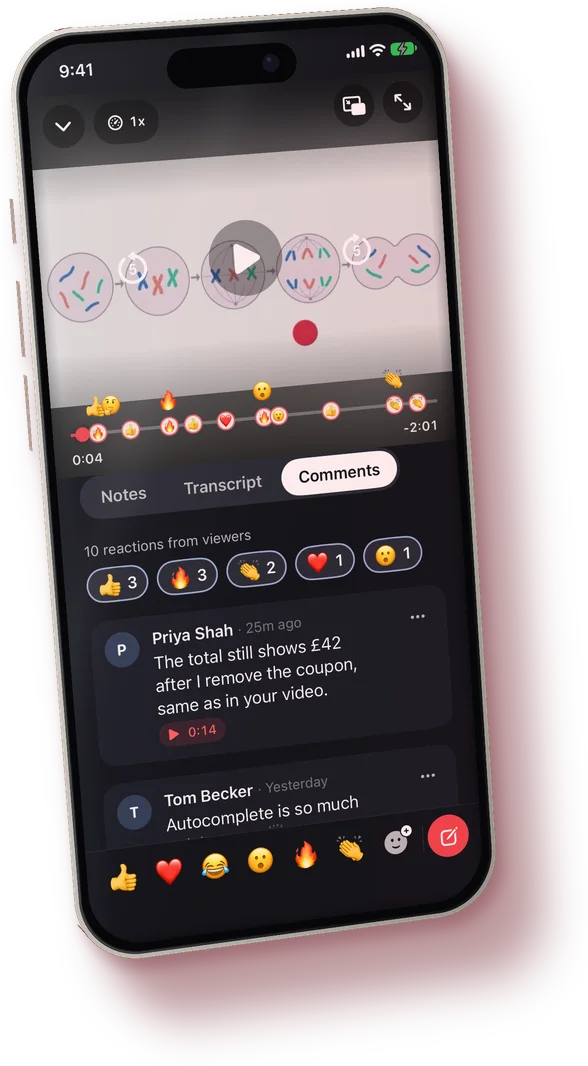 9:41
1x
5
5
0:04
-2:01
Notes
Transcript
Comments
10 reactions from viewers
3
3
2
1
1
P
Priya Shah · 25m ago
The total still shows £42
after I remove the coupon,
same as in your video.
0:14
T
Tom Becker · Yesterday
Autocomplete is so much